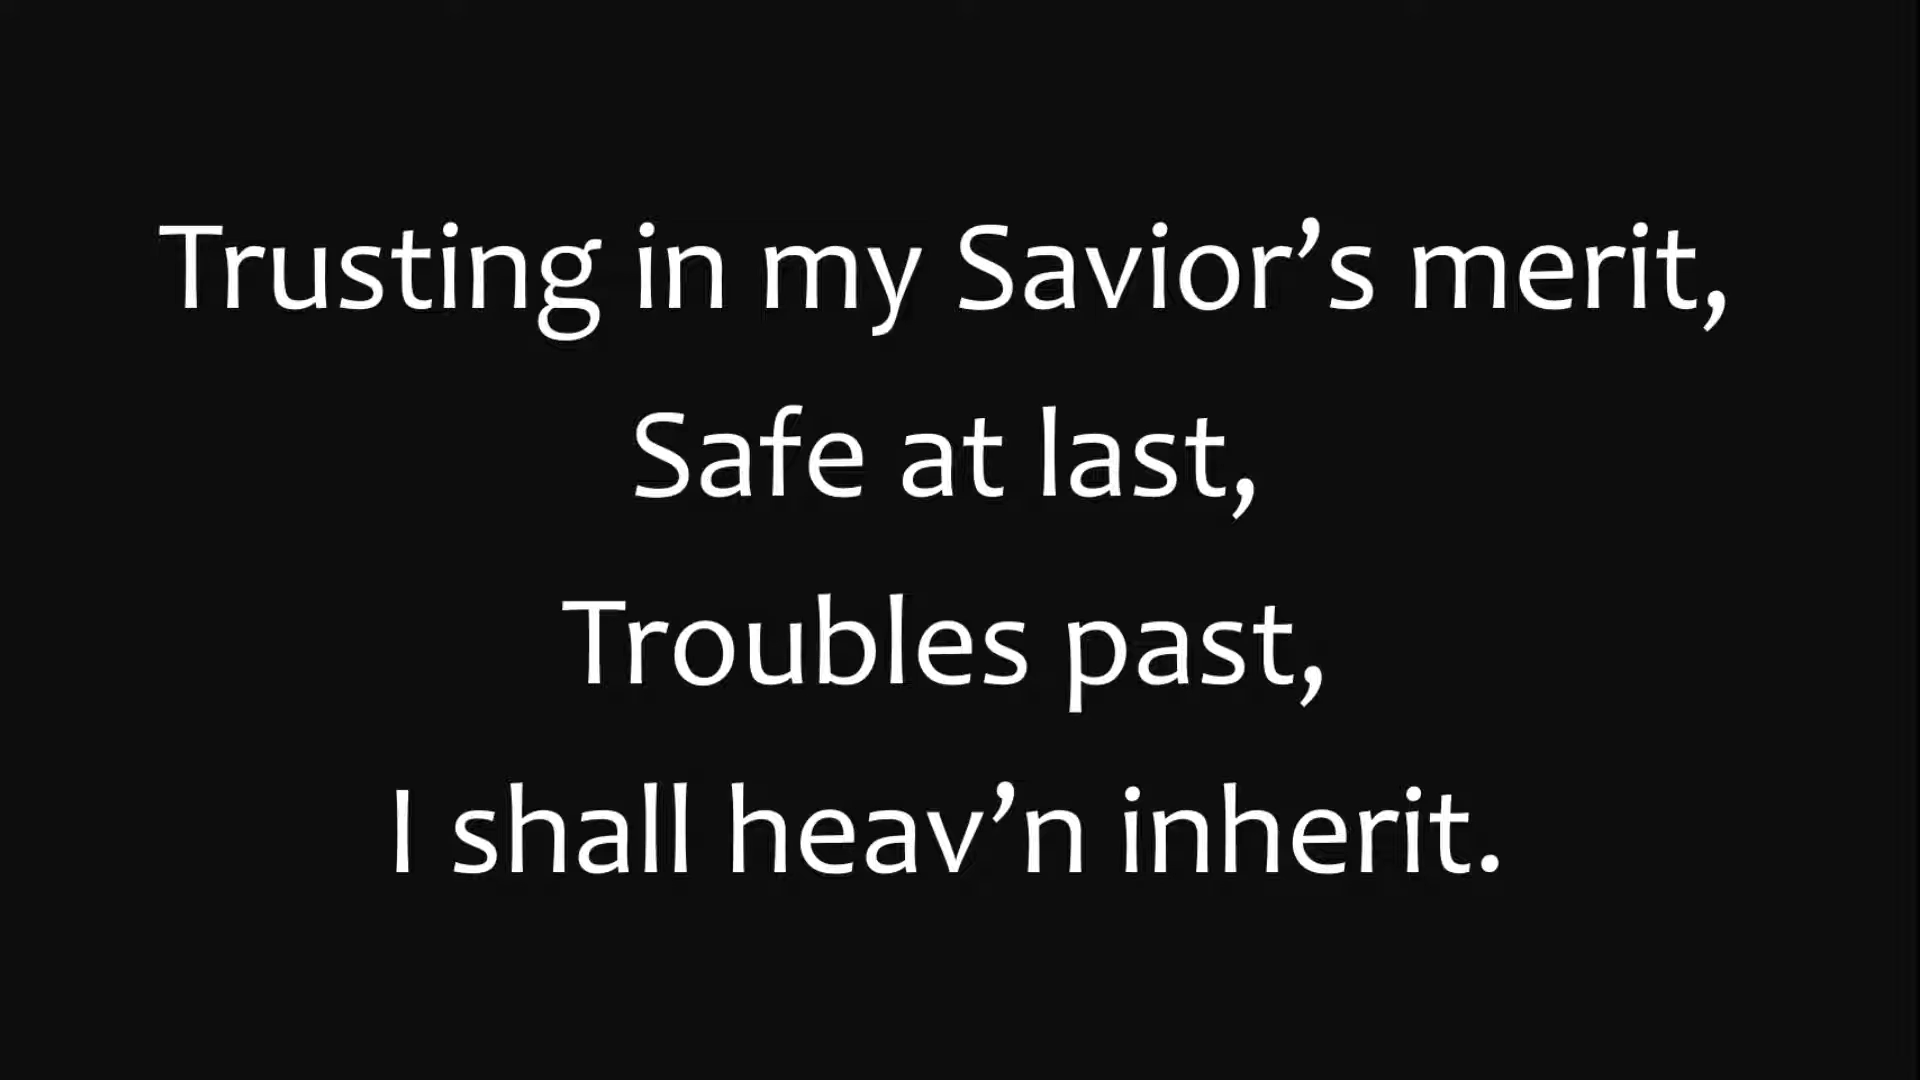 Trusting in my Savior’s merit,
Safe at last,
Troubles past,
I shall heav’n inherit.